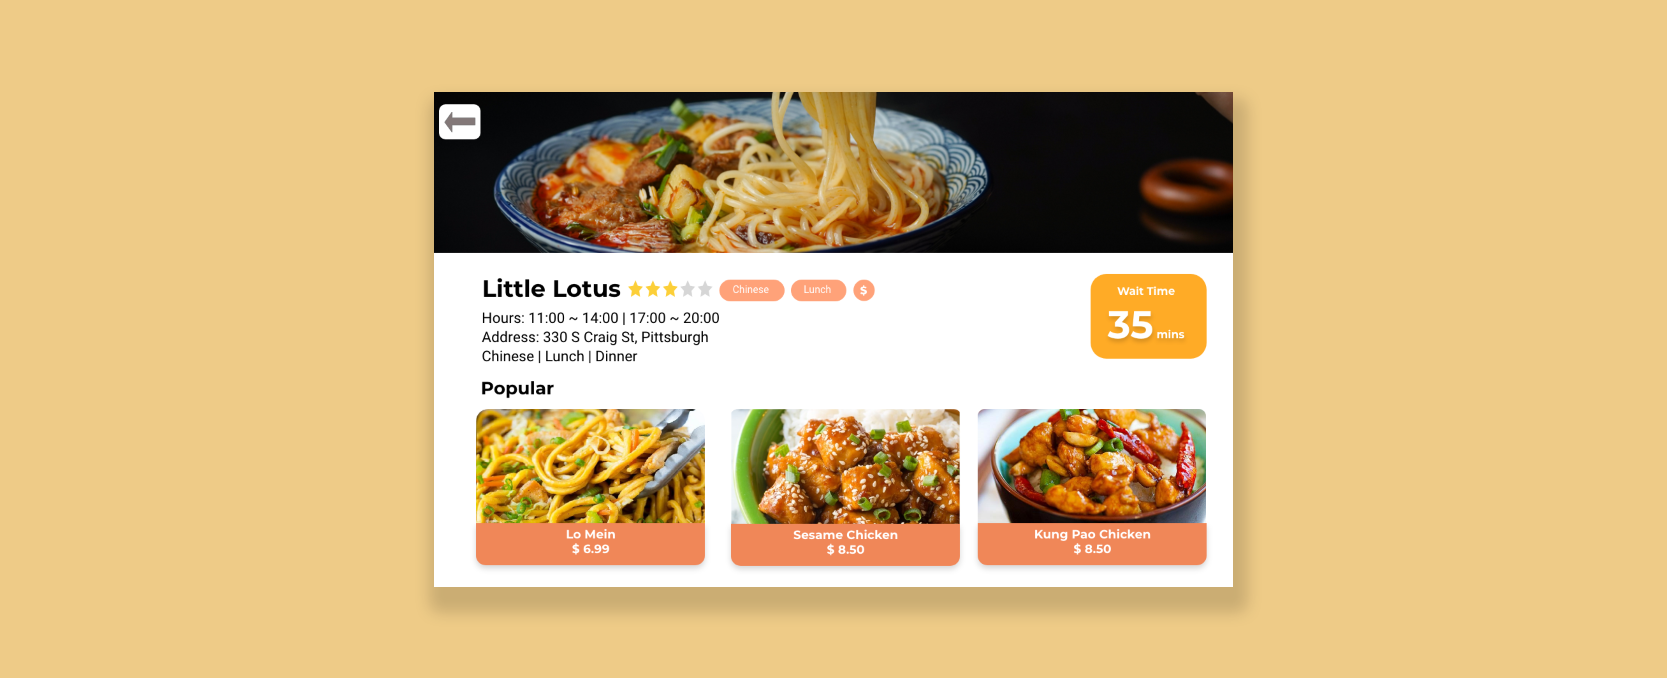 Little Lotus Chinese Lunch $
Hours: 11:00 ~ 14:00 | 17:00 ~ 20:00
Address: 330 S Craig St, Pittsburgh
Chinese | Lunch | Dinner
Wait Time
35 mins
Popular
Lo Mein
$ 6.99
Sesame Chicken
$ 8.50
Kung Pao Chicken
$ 8.50